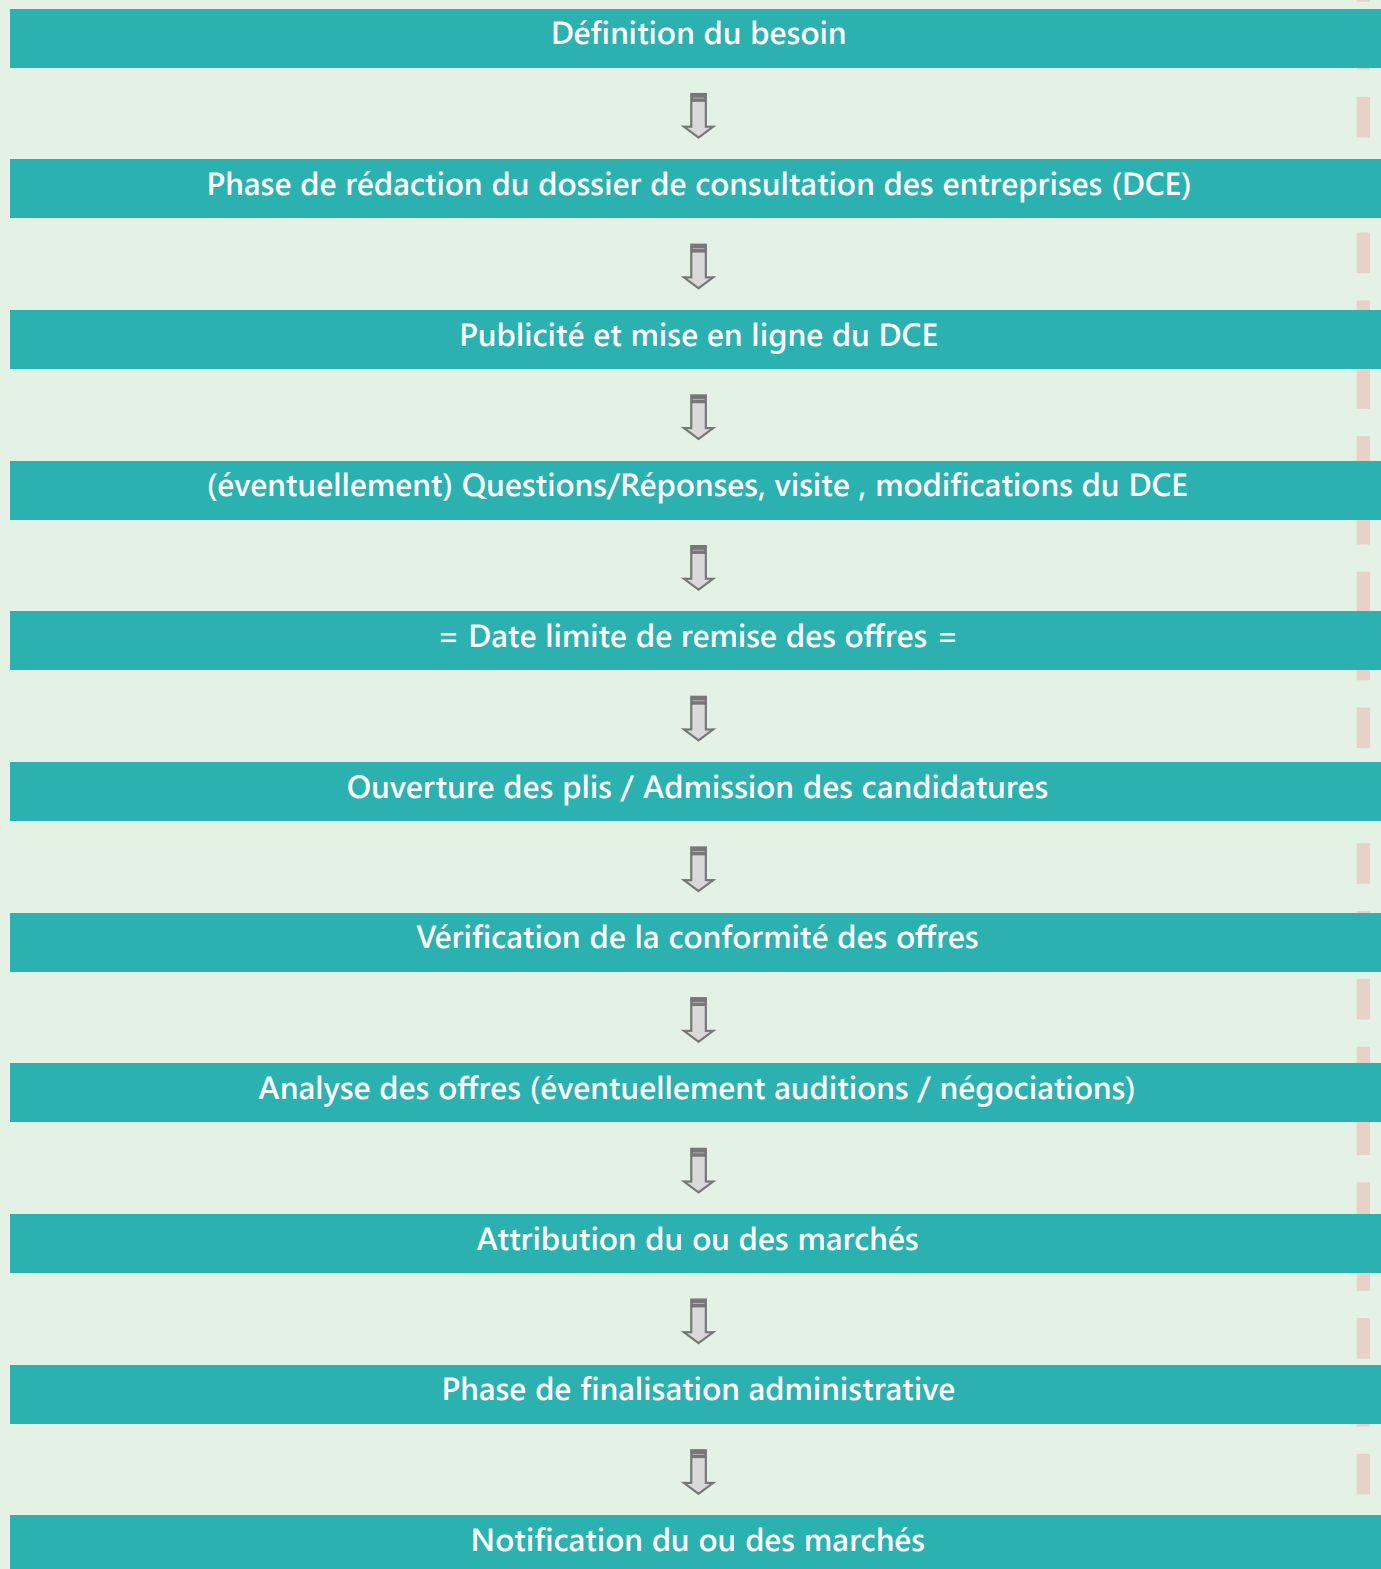 Définition du besoin
Phase de rédaction du dossier de consultation des entreprises (DCE)
Publicité et mise en ligne du DCE
(éventuellement) Questions/Réponses, visite , modifications du DCE
= Date limite de remise des offres =
Ouverture des plis / Admission des candidatures
Vérification de la conformité des offres
Analyse des offres (éventuellement auditions / négociations)
Attribution du ou des marchés
Phase de finalisation administrative
Notification du ou des marchés